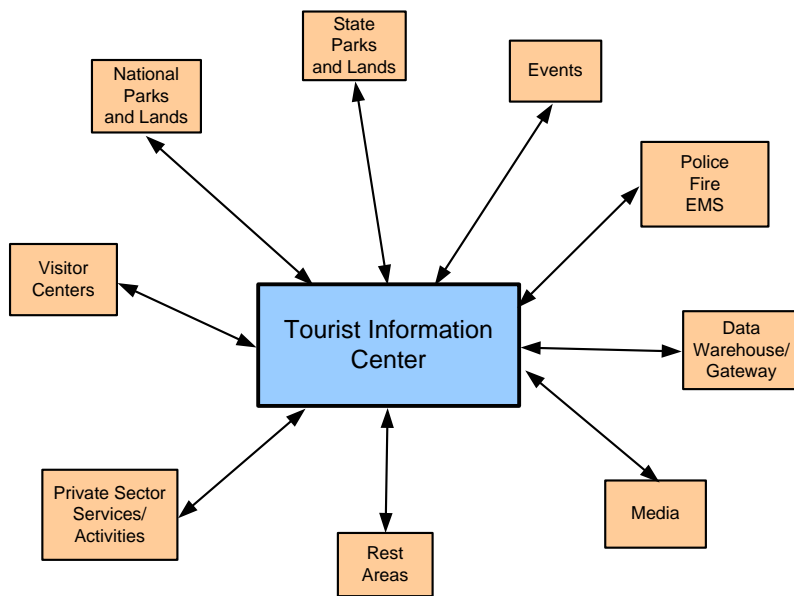 State
Parks
and Lands
Events
National
Parks
and Lands
Police
Fire
EMS
Visitor
Centers
Tourist Information
Center
Data
Warehouse/
Gateway
Private Sector
Services/
Activities
Media
Rest
Areas